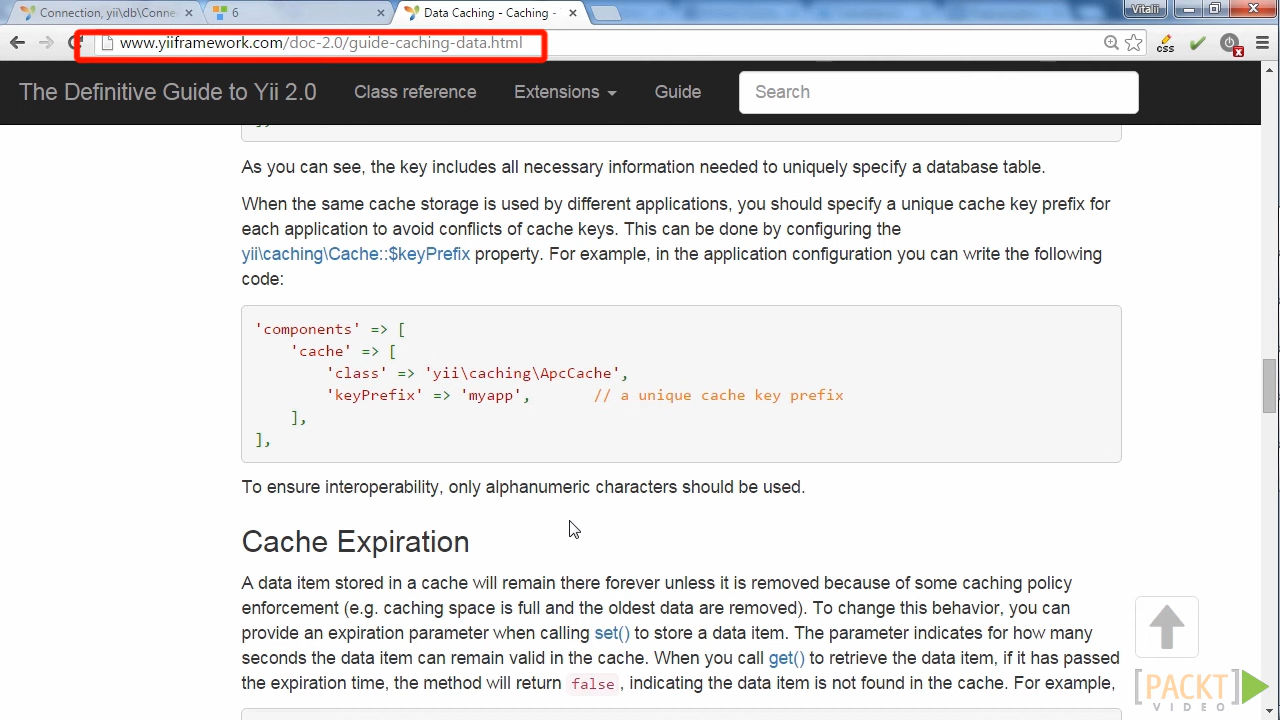 Connection, yii\db\Conne
6
Data Caching - Caching -
Vitalii
www.yiiframework.com/doc-2.0/guide-caching-data.html
css
The Definitive Guide to Yii 2.0
Class reference
Extensions
Guide
Search
As you can see, the key includes all necessary information needed to uniquely specify a database table.
When the same cache storage is used by different applications, you should specify a unique cache key prefix for
each application to avoid conflicts of cache keys. This can be done by configuring the
yii\caching\Cache::$keyPrefix property. For example, in the application configuration you can write the following
code:
'components' => [
'cache' => [
'class' => 'yii\caching\ApcCache',
'keyPrefix' => 'myapp', // a unique cache key prefix
],
],
To ensure interoperability, only alphanumeric characters should be used.
Cache Expiration
A data item stored in a cache will remain there forever unless it is removed because of some caching policy
enforcement (e.g. caching space is full and the oldest data are removed). To change this behavior, you can
provide an expiration parameter when calling set() to store a data item. The parameter indicates for how many
seconds the data item can remain valid in the cache. When you call get() to retrieve the data item, if it has passed
the expiration time, the method will return false, indicating the data item is not found in the cache. For example,
[PACKT]
VIDEO